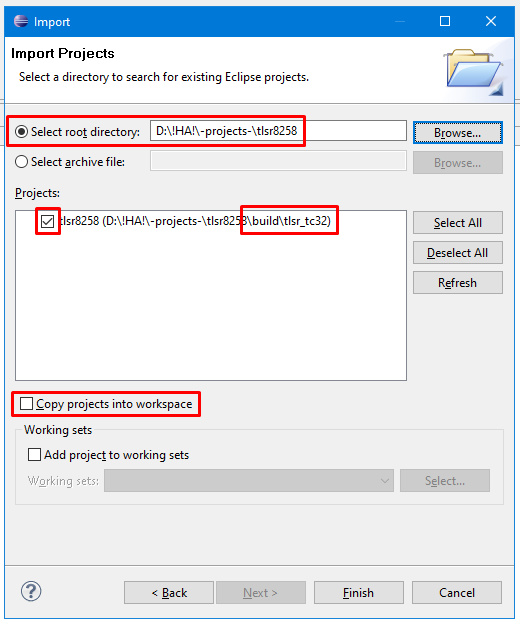 Import
Import Projects
Select a directory to search for existing Eclipse projects.
Select root directory: D:\!HA!\-projects-\tlsr8258 Browse...
Select archive file: Browse...
Projects:
tlsr8258 (D:\!HA!\-projects-\tlsr8258\build\tlsr_tc32)
Select All
Deselect All
Refresh
Copy projects into workspace
Working sets
Add project to working sets
Working sets: Select...
? < Back Next > Finish Cancel